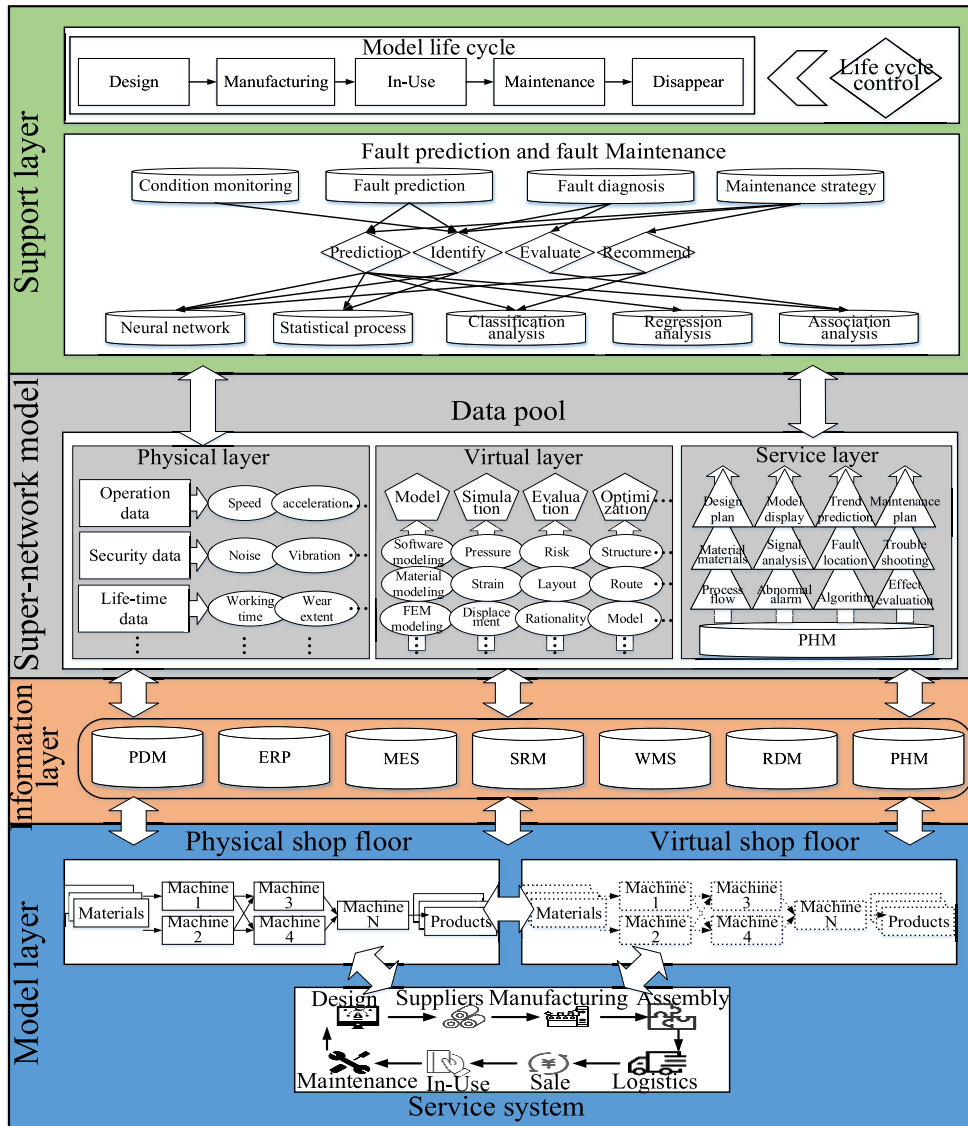 Support layer
Model life cycle
Design
Manufacturing
In-Use
Maintenance
Disappear
Life cycle
control
Fault prediction and fault Maintenance
Condition monitoring
Fault prediction
Fault diagnosis
Maintenance strategy
Prediction
Identify
Evaluate
Recommend
Neural network
Statistical process
Classification
analysis
Regression
analysis
Association
analysis
Super-network model
Data pool
Physical layer
Operation
data
Speed
acceleration
Security data
Noise
Vibration
Life-time
data
Working
time
Wear
extent
Virtual layer
Model
Simula
tion
Evalua
tion
Optimi
zation
Software
modeling
Pressure
Risk
Structure
Material
modeling
Strain
Layout
Route
FEM
modeling
Displace
ment
Rationality
Model
Service layer
Design
plan
Model
display
Trend
prediction
Maintenance
plan
Material
materials
Signal
analysis
Fault
location
Trouble
shooting
Process
flow
Abnormal
alarm
Algorithm
Effect
evaluation
PHM
Information
layer
PDM
ERP
MES
SRM
WMS
RDM
PHM
Model layer
Physical shop floor
Virtual shop floor
Materials
Machine
1
Machine
2
Machine
3
Machine
4
Machine
N
Products
Materials
Machine
1
Machine
2
Machine
3
Machine
4
Machine
N
Products
Design
Suppliers
Manufacturing
Assembly
Maintenance
In-Use
¥
Sale
Logistics
Service system